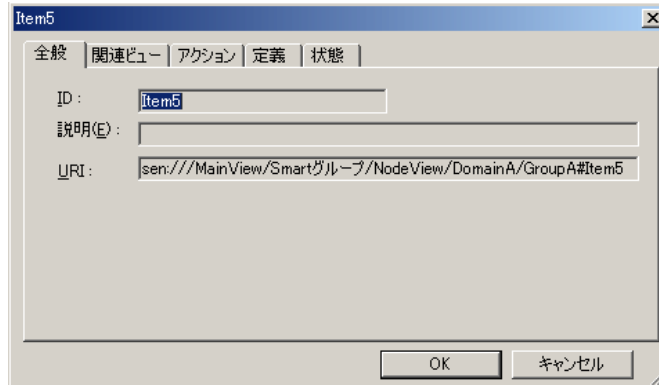 Item5
全般 関連ビュー アクション 定義 状態
ID : Item5
説明(E) :
URI : sen:///MainView/Smartグループ/NodeView/DomainA/GroupA#Item5
OK キャンセル